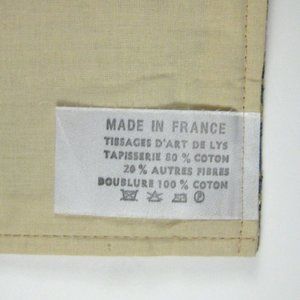 MADE IN FRANCE
TISSAGES D'ART DE LYS
TAPISSERIE 80 % COTON
20 % AUTRES FIBRES
DOUBLURE 100 % COTON